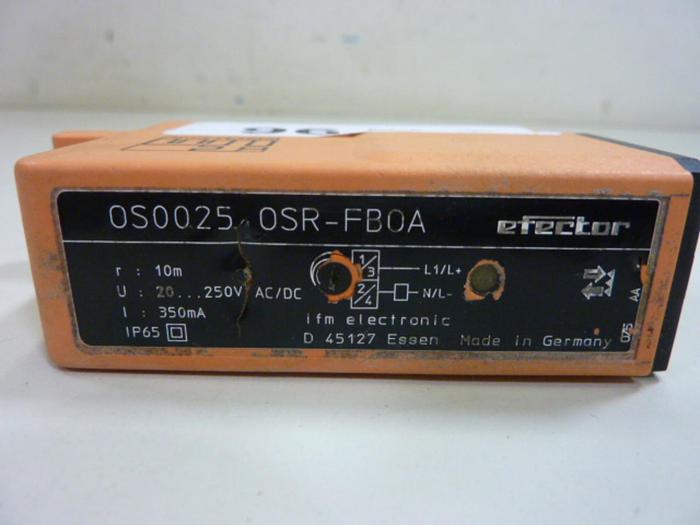 96
OS0025 OSR-FB0A efector
r : 10m
U : 20...250V AC/DC
I : 350mA
IP65
1
3
L1/L+
2
4
N/L-
ifm electronic
D 45127 Essen Made in Germany
AA